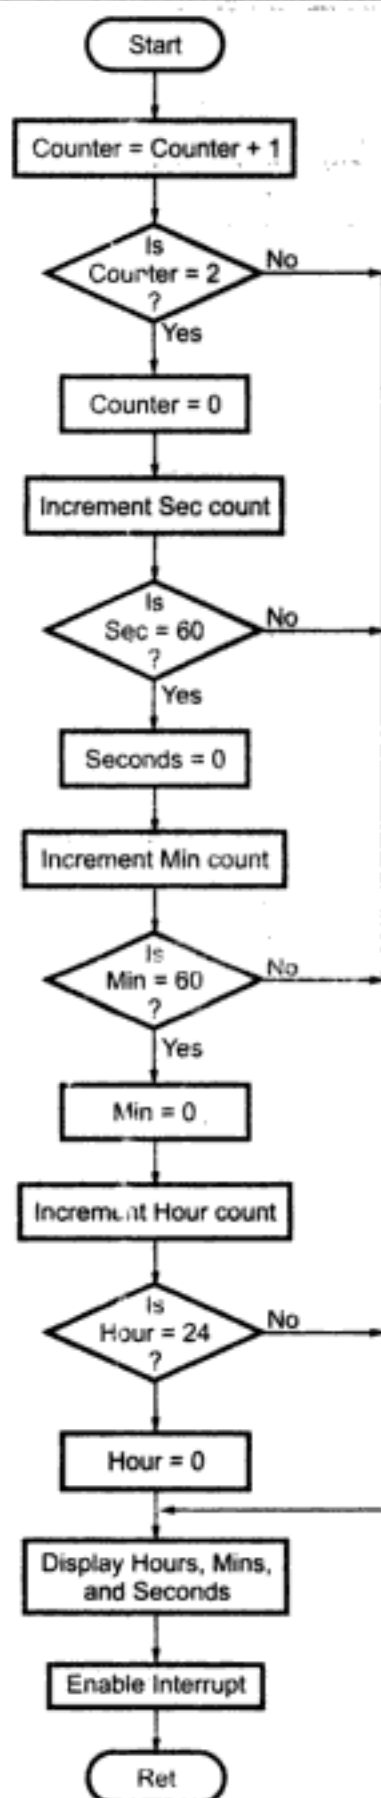 Start
Counter = Counter + 1
Is
Counter = 2
?
No
Yes
Counter = 0
Increment Sec count
Is
Sec = 60
?
No
Yes
Seconds = 0
Increment Min count
Is
Min = 60
?
No
Yes
Min = 0
Increment Hour count
Is
Hour = 24
?
No
Hour = 0
Display Hours, Mins,
and Seconds
Enable Interrupt
Ret